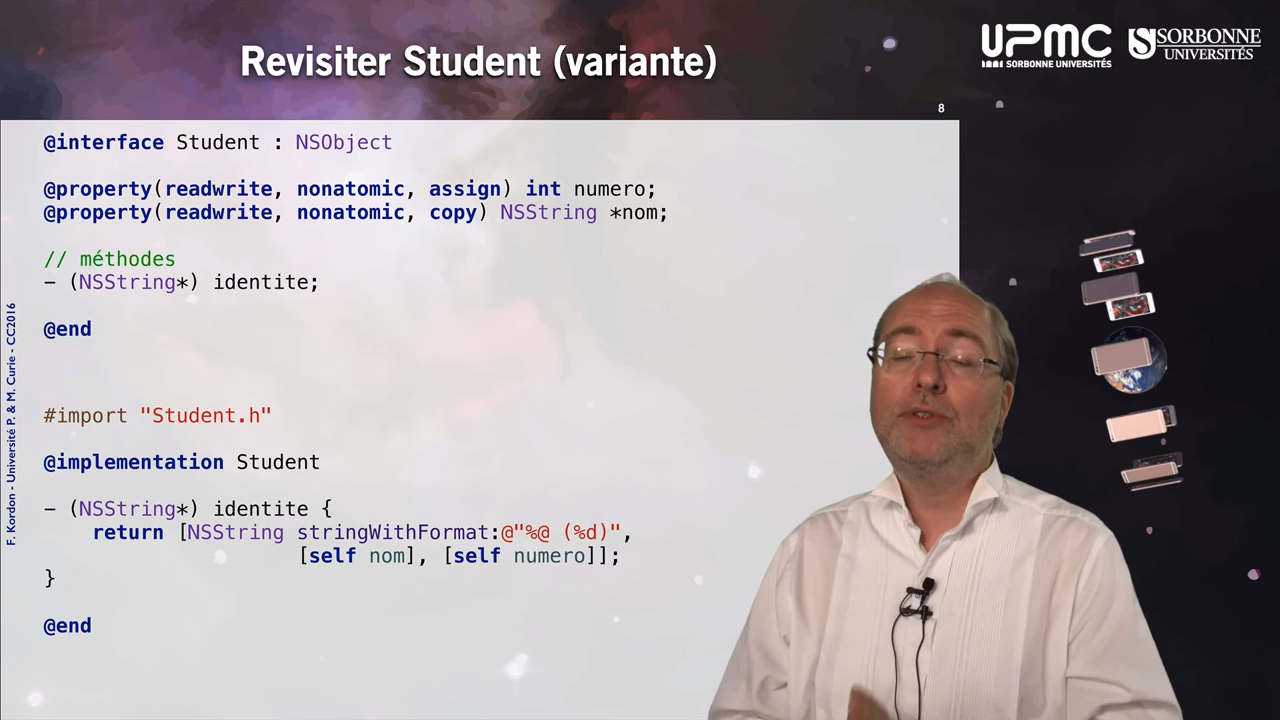 Revisiter Student (variante)
UPMC
SORBONNE UNIVERSITÉS
SORBONNE
UNIVERSITÉS
8
@interface Student : NSObject
@property(readwrite, nonatomic, assign) int numero;
@property(readwrite, nonatomic, copy) NSString *nom;
// méthodes
- (NSString*) identite;
@end
#import "Student.h"
@implementation Student
- (NSString*) identite {
return [NSString stringWithFormat:@"%@ (%d)",
[self nom], [self numero]];
}
@end
F. Kordon - Université P. & M. Curie - CC2016